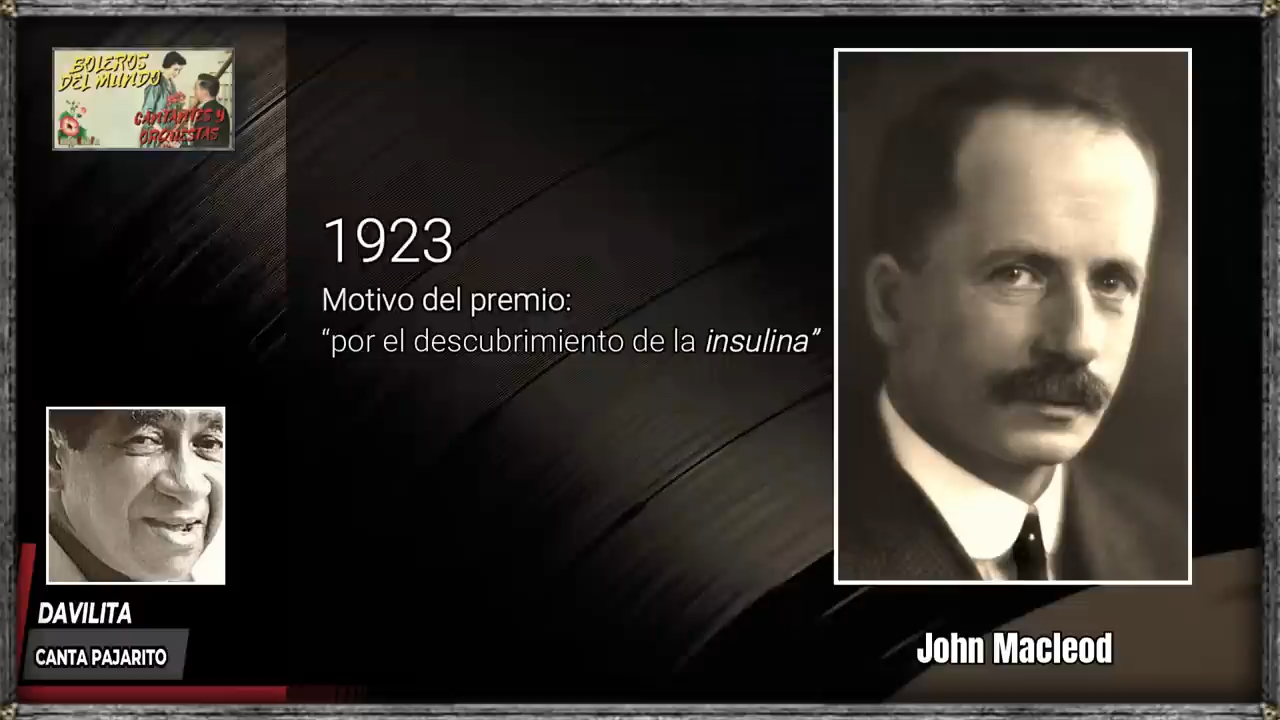 BOLEROS
DEL MUNDO
CANTANTES Y
ORQUESTAS
1923
Motivo del premio:
“por el descubrimiento de la insulina”
DAVILITA
CANTA PAJARITO
John Macleod